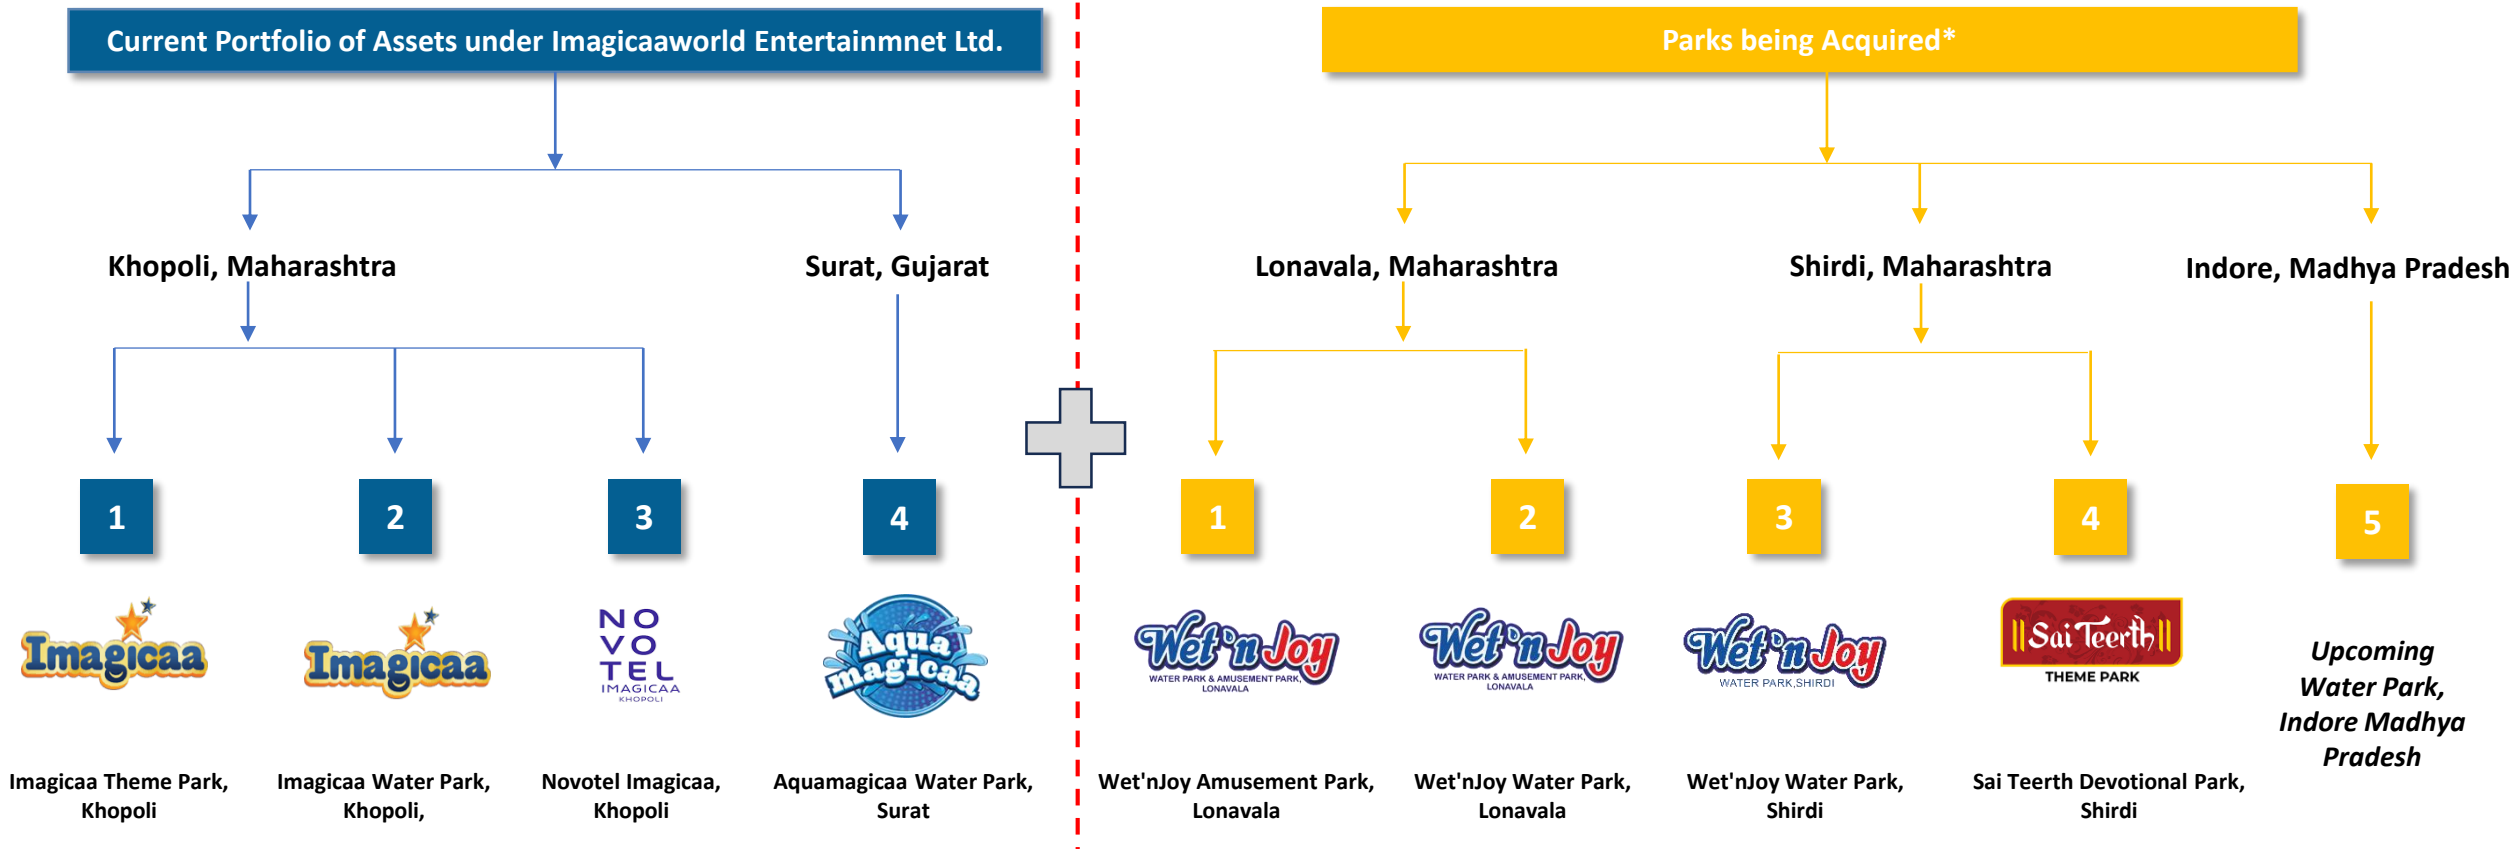 Current Portfolio of Assets under Imagicaaworld Entertainmnet Ltd.
Parks being Acquired*
Khopoli, Maharashtra
Surat, Gujarat
Lonavala, Maharashtra
Shirdi, Maharashtra
Indore, Madhya Pradesh
1
2
3
4
1
2
3
4
5
Imagicaa
Imagicaa
NO
VO
TEL
IMAGICAA
KHOPOLI
Aqua
magicaa
Wet'n Joy
WATER PARK & AMUSEMENT PARK,
LONAVALA
Wet'n Joy
WATER PARK & AMUSEMENT PARK,
LONAVALA
Wet'n Joy
WATER PARK,SHIRDI
Sai Teerth
THEME PARK
Upcoming
Water Park,
Indore Madhya
Pradesh
Imagicaa Theme Park,
Khopoli
Imagicaa Water Park,
Khopoli,
Novotel Imagicaa,
Khopoli
Aquamagicaa Water Park,
Surat
Wet'nJoy Amusement Park,
Lonavala
Wet'nJoy Water Park,
Lonavala
Wet'nJoy Water Park,
Shirdi
Sai Teerth Devotional Park,
Shirdi